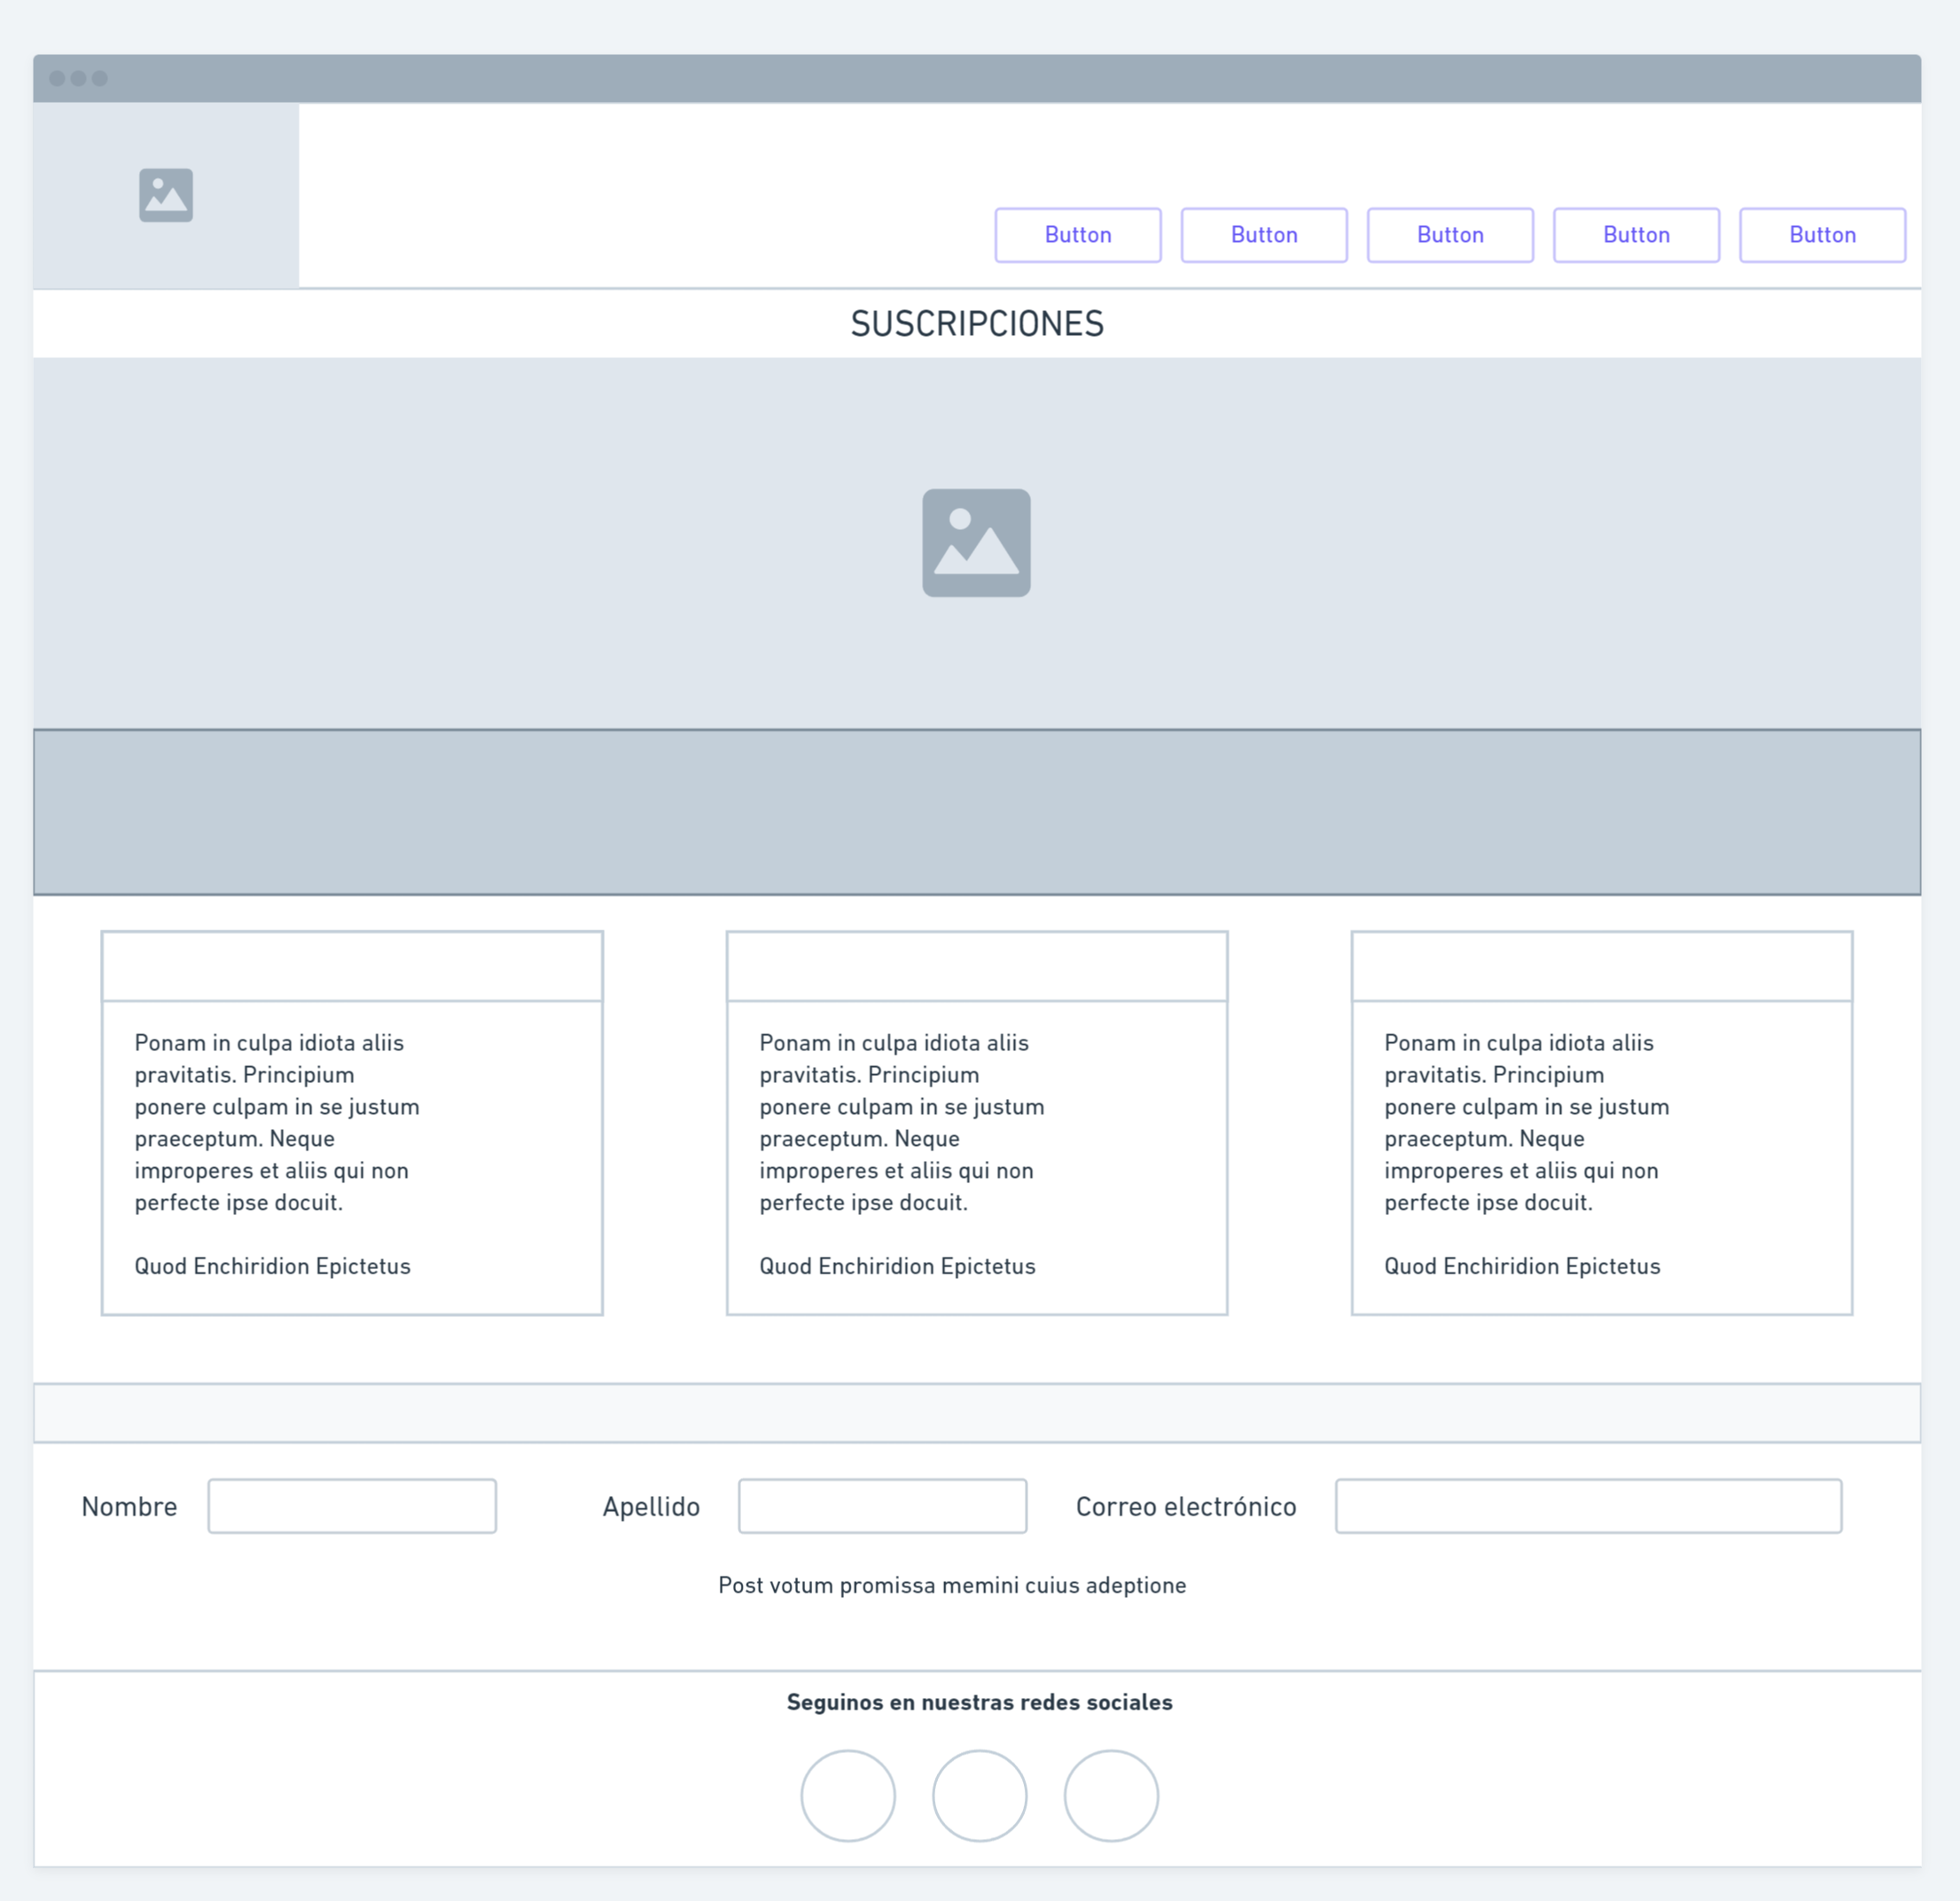 Button
Button
Button
Button
Button
SUSCRIPCIONES
Ponam in culpa idiota aliis
pravitatis. Principium
ponere culpam in se justum
praeceptum. Neque
improperes et aliis qui non
perfecte ipse docuit.
Quod Enchiridion Epictetus
Ponam in culpa idiota aliis
pravitatis. Principium
ponere culpam in se justum
praeceptum. Neque
improperes et aliis qui non
perfecte ipse docuit.
Quod Enchiridion Epictetus
Ponam in culpa idiota aliis
pravitatis. Principium
ponere culpam in se justum
praeceptum. Neque
improperes et aliis qui non
perfecte ipse docuit.
Quod Enchiridion Epictetus
Nombre
Apellido
Correo electrónico
Post votum promissa memini cuius adeptione
Seguinos en nuestras redes sociales